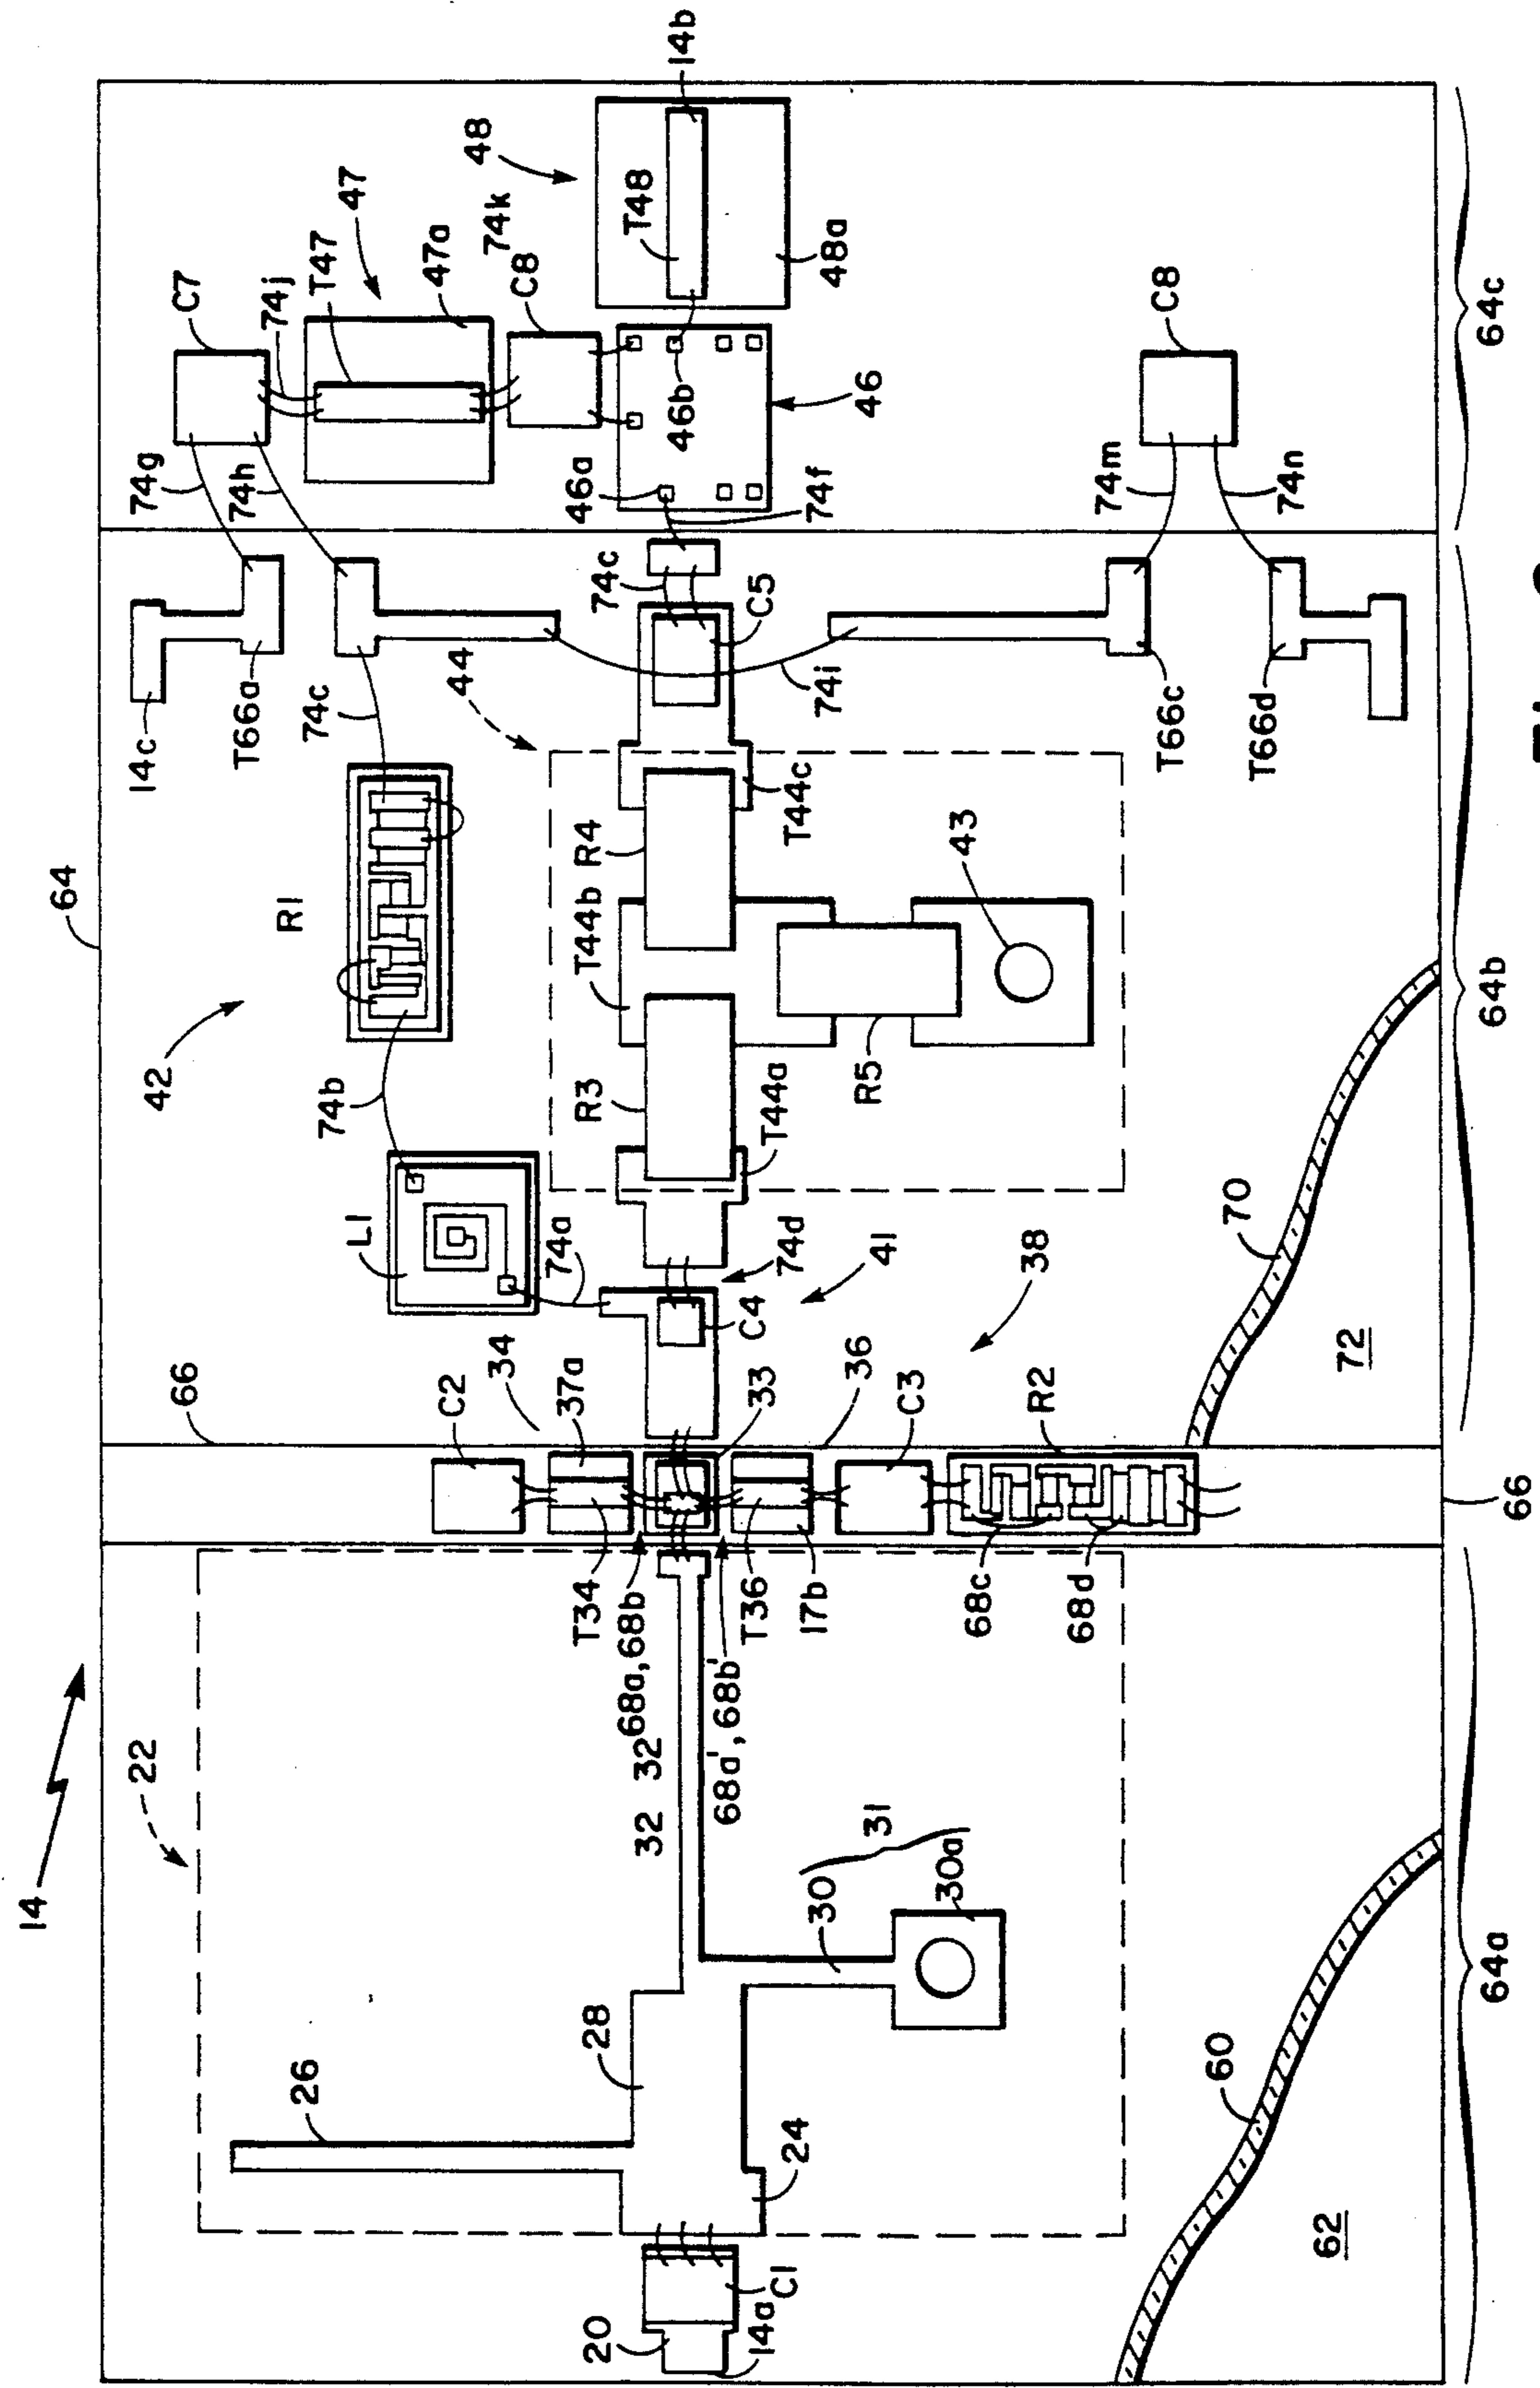 14
22
26
28
24
20
C1
14a
30
30a
31
32
32
60
62
64a
66
C2
34
37a
T34
68a, 68b
68a', 68b'
T36
17b
33
36
C3
R2
68c
68d
66
38
41
C4
74d
74a
L1
74b
42
R1
64
R3
T44a
T44b
R4
T44c
R5
43
44
70
72
64b
74c
14c
T66a
74c
C5
74i
T66c
T66d
74g
74h
C7
74j
T47
47
47a
74k
C8
46a
46b
74f
46
48
T48
48a
14b
74m
74n
C8
64c